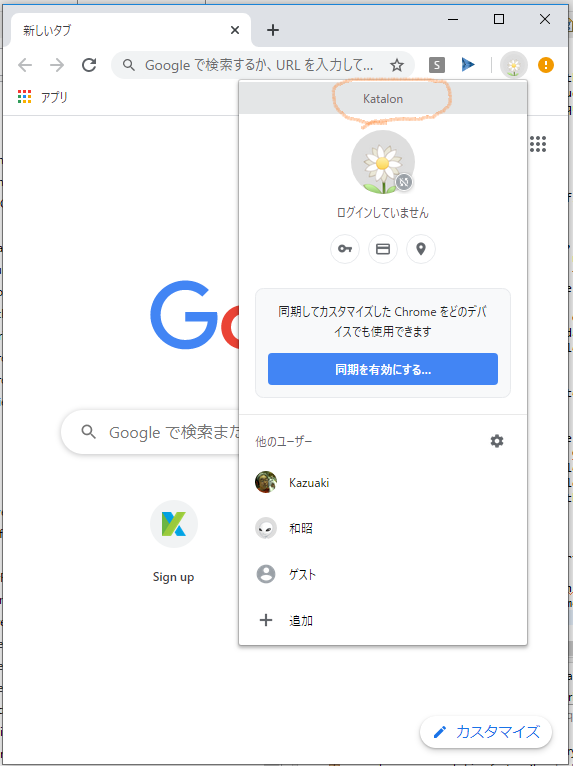 新しいタブ
Google で検索するか、URL を入力して...
S
アプリ
Katalon
ログインしていません
同期してカスタマイズした Chrome をどのデバ
イスでも使用できます
同期を有効にする...
Go
Google で検索また
他のユーザー
Kazuaki
和昭
ゲスト
追加
Sign up
カスタマイズ